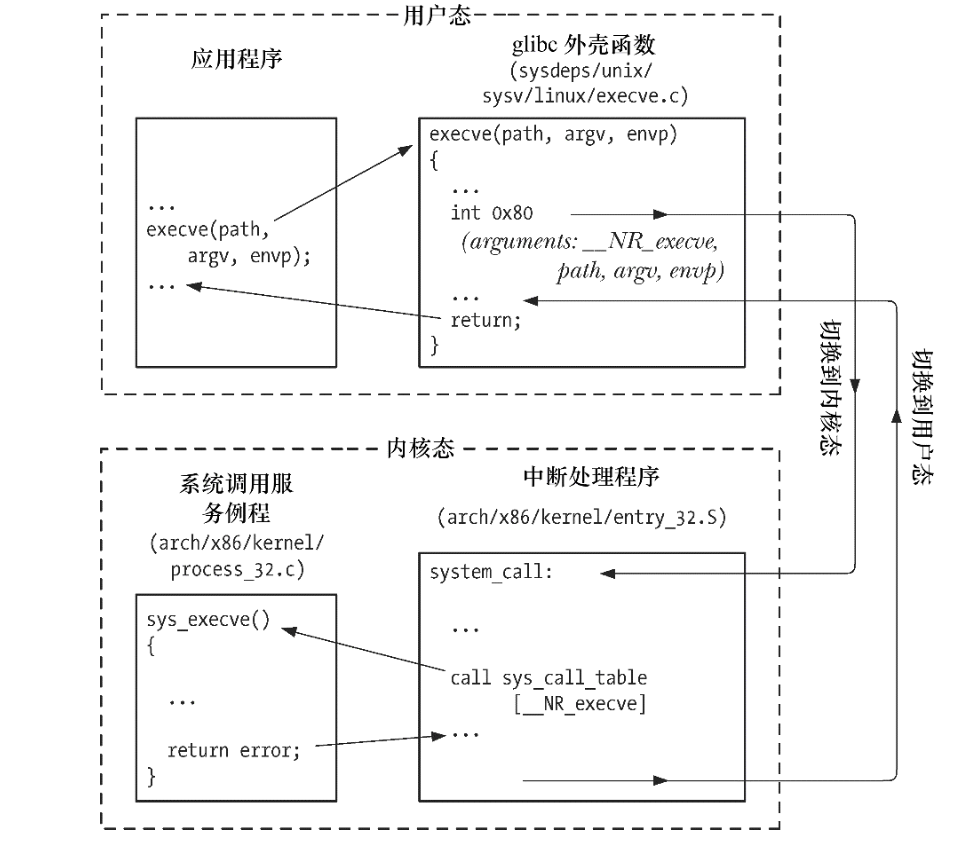 用户态
应用程序
glibc 外壳函数
(sysdeps/unix/
sysv/linux/execve.c)
...
execve(path,
argv, envp);
...
execve(path, argv, envp)
{
...
int 0x80
(arguments: __NR_execve,
path, argv, envp)
...
return;
}
切换到内核态
切换到用户态
内核态
系统调用服
务例程
(arch/x86/kernel/
process_32.c)
中断处理程序
(arch/x86/kernel/entry_32.S)
sys_execve()
{
...
return error;
}
system_call:
...
call sys_call_table
[__NR_execve]
...